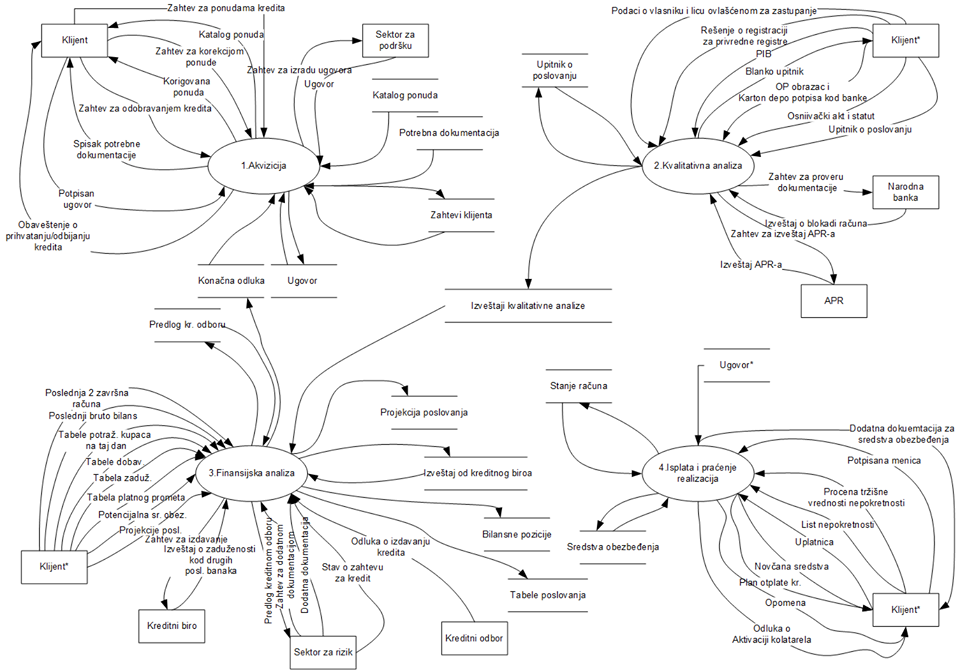 Zahtev za ponudama kredita
Klijent
Katalog ponuda
Zahtev za korekcijom
ponude
Korigovana
ponuda
Zahtev za odobravanjem kredita
Spisak potrebne
dokumentacije
Potpisan
ugovor
Obaveštenje o
prihvatanju/odbijanju
kredita
1.Akvizicija
Sektor za
podršku
Zahtev za izradu ugovora
Ugovor
Katalog ponuda
Potrebna dokumentacija
Zahtevi klijenta
Konačna odluka
Ugovor
Podaci o vlasniku i licu ovlašćenom za zastupanje
Rešenje o registraciji
za privredne registre
PIB
Klijent*
Blanko upitnik
OP obrazac i
Karton depo potpisa kod banke
Osniivački akt i statut
Upitnik o poslovanju
Upitnik o
poslovanju
2.Kvalitativna analiza
Zahtev za proveru
dokumentacije
Narodna
banka
Izveštaj o blokadi računa
Zahtev za izveštaj APR-a
Izveštaj APR-a
APR
Izveštaji kvalitativne analize
Predlog kr. odboru
Poslednja 2 završna
računa
Poslednji bruto bilans
Tabele potraž. kupaca
na taj dan
Tabele dobav.
Tabela zaduž.
Tabela platnog prometa
Potencijalna sr. obez.
Projekcije posl.
Zahtev za izdavanje
Izveštaj o zaduženosti
kod drugih
posl. banaka
Klijent*
Kreditni biro
3.Finansijska analiza
Projekcija poslovanja
Izveštaj od kreditnog biroa
Bilansne pozicije
Tabele poslovanja
Predlog kreditnom odboru
Zahtev za dodatnom
dokumentacijom
Dodatna dokumentacija
Stav o zahtevu
za kredit
Odluka o izdavanju
kredita
Sektor za rizik
Kreditni odbor
Stanje računa
Ugovor*
4.Isplata i praćenje
realizacija
Sredstva obezbeđenja
Dodatna dokuemtacija za
sredstva obezbeđenja
Potpisana menica
Procena tržišne
vrednosti nepokretnosti
List nepokretnosti
Uplatnica
Novčana sredstva
Plan otplate kr.
Opomena
Odluka o
Aktivaciji kolatarela
Klijent*